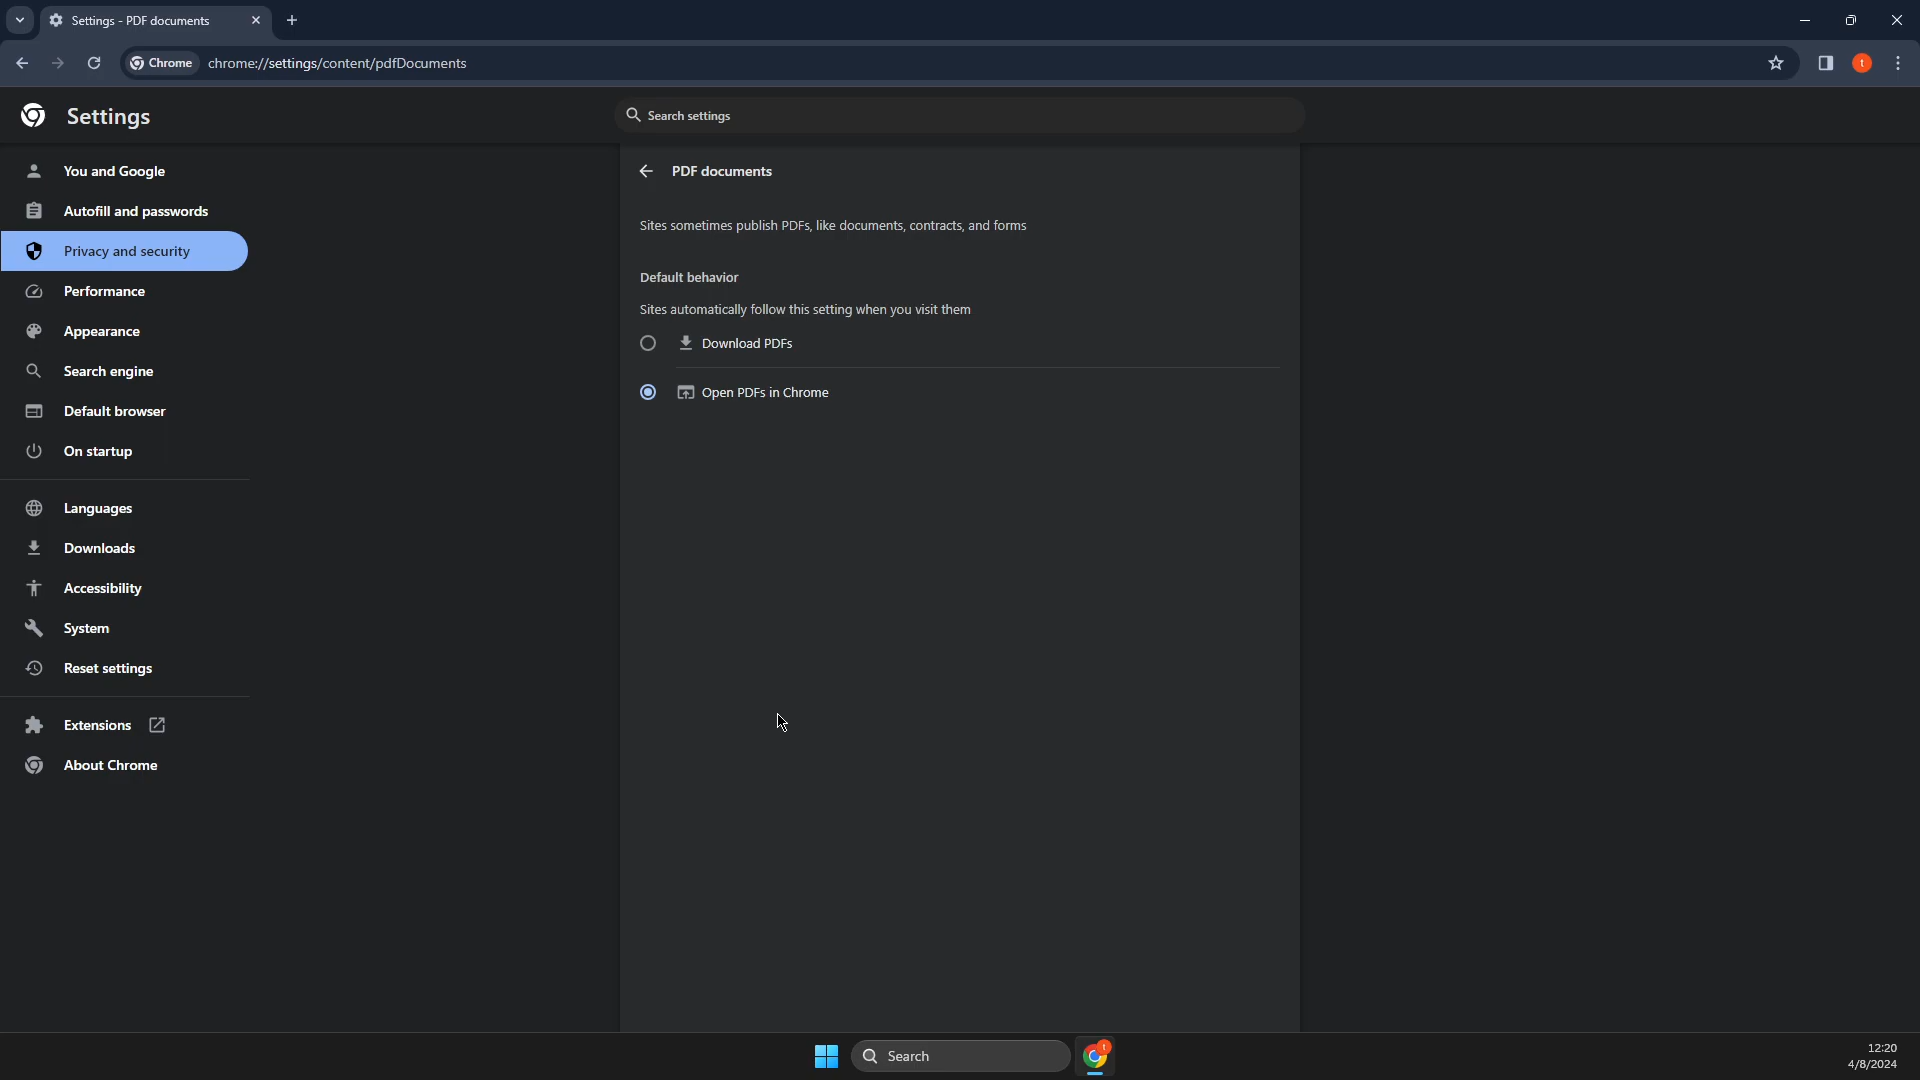 Settings - PDF documents
Chrome
chrome://settings/content/pdfDocuments
t
Settings
Search settings
You and Google
Autofill and passwords
Privacy and security
Performance
Appearance
Search engine
Default browser
On startup
Languages
Downloads
Accessibility
System
Reset settings
Extensions
About Chrome
PDF documents
Sites sometimes publish PDFs, like documents, contracts, and forms
Default behavior
Sites automatically follow this setting when you visit them
Download PDFs
Open PDFs in Chrome
Search
t
12:20
4/8/2024